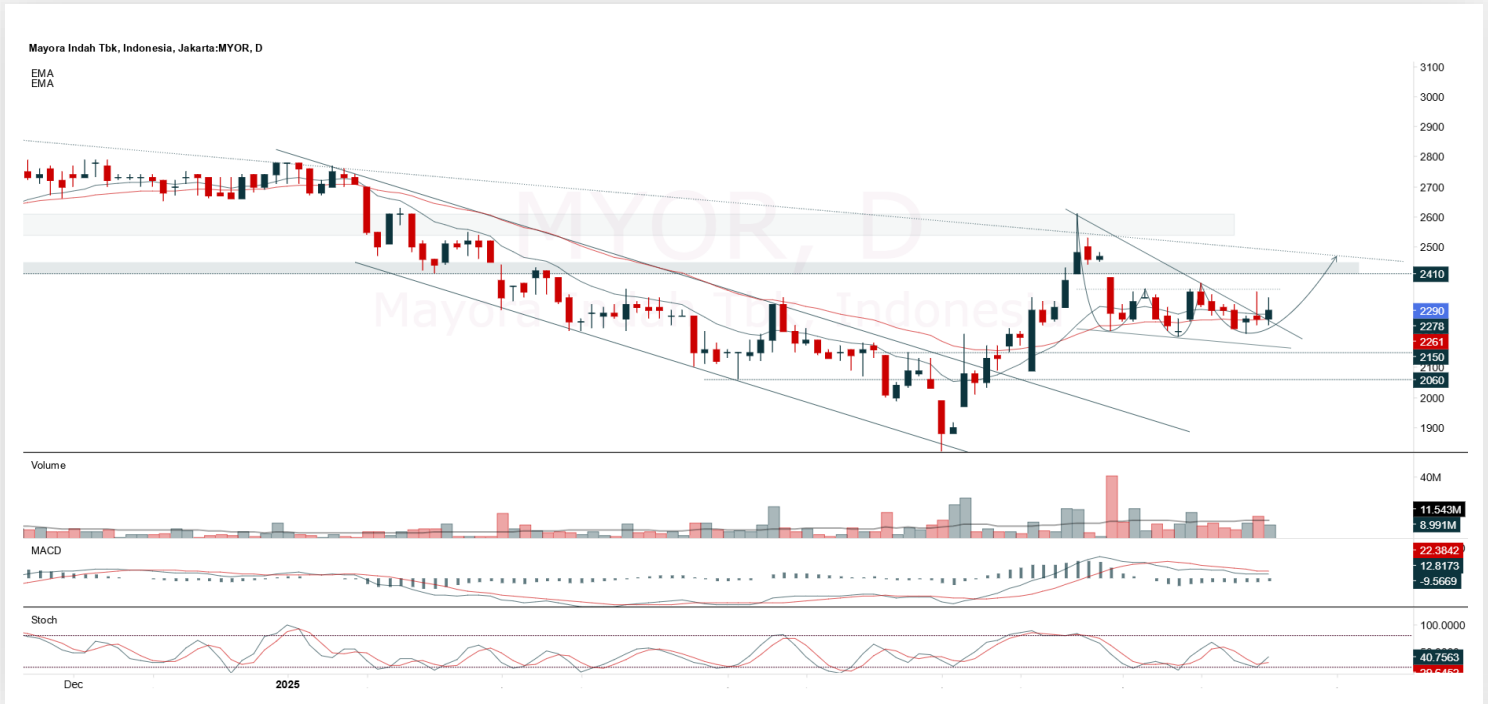 Mayora Indah Tbk, Indonesia, Jakarta:MYOR, D
EMA
EMA
MYOR, D
Mayora Indah Tbk, Indonesia
3100
3000
2900
2800
2700
2600
2500
2410
2290
2278
2261
2150
2100
2060
2000
1900
Volume
40M
11.543M
8.991M
MACD
22.3842
12.8173
-9.5669
Stoch
100.0000
40.7563
Dec
2025